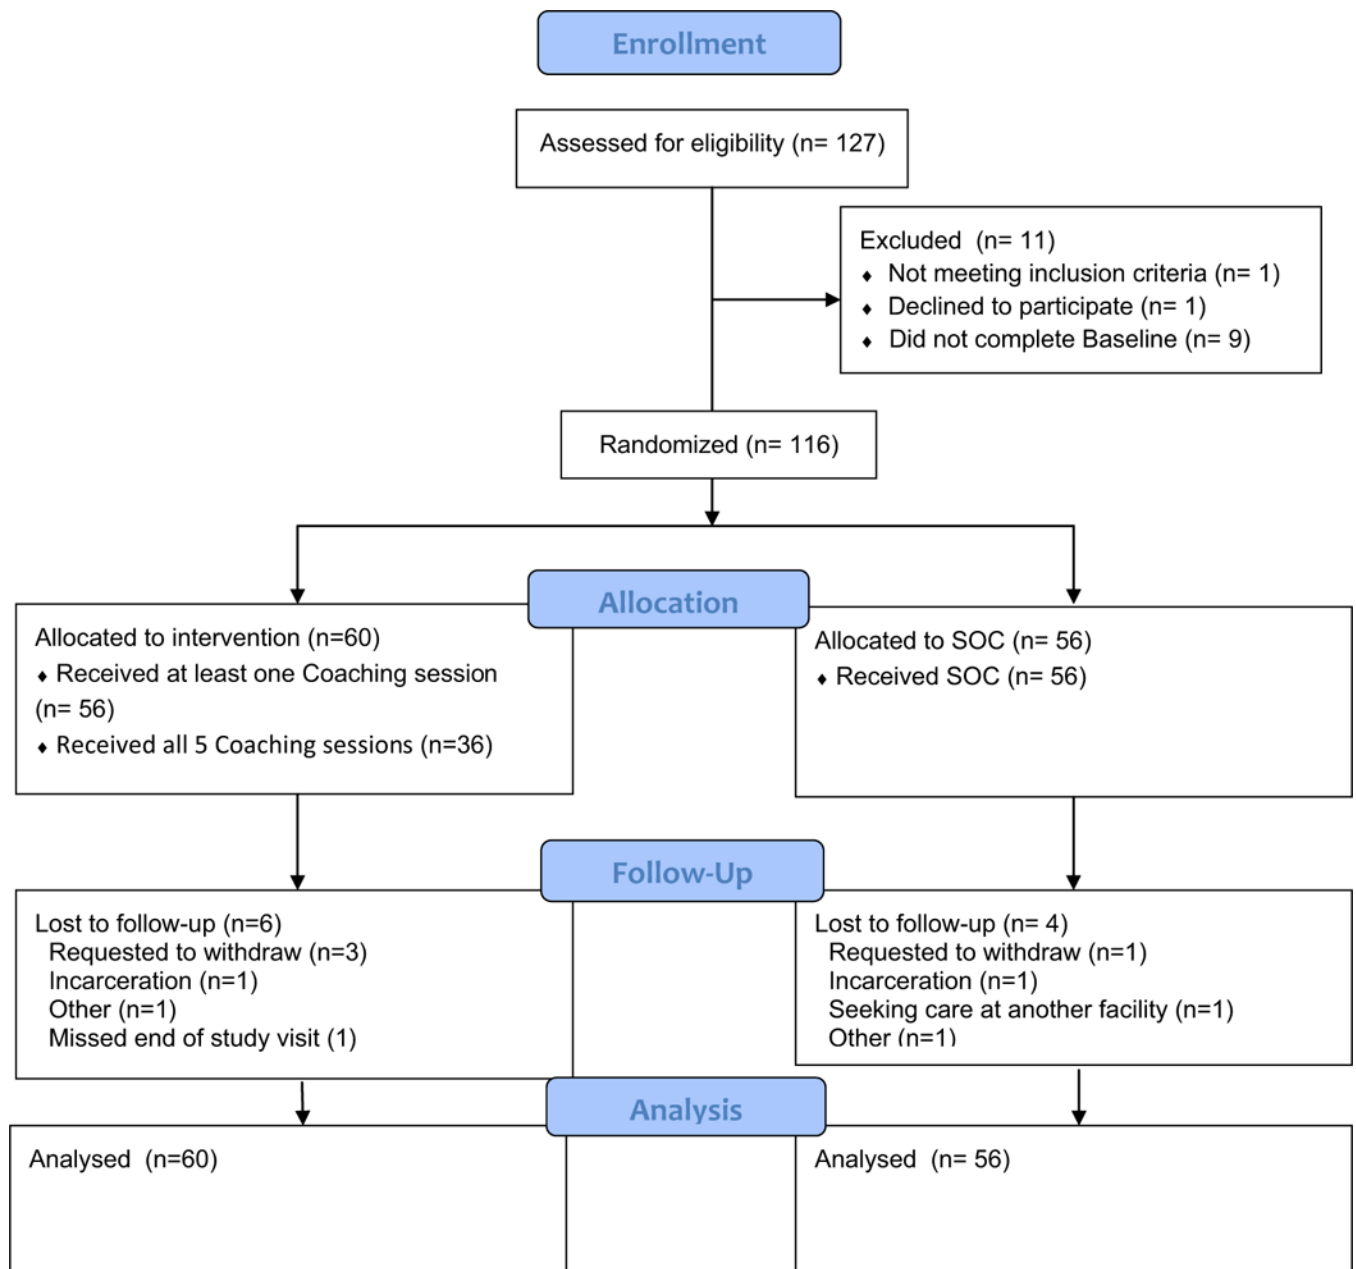 Enrollment
Assessed for eligibility (n= 127)
Excluded  (n= 11)
♦ Not meeting inclusion criteria (n= 1)
♦ Declined to participate (n= 1)
♦ Did not complete Baseline (n= 9)
Randomized (n= 116)
Allocation
Allocated to intervention (n=60)
♦ Received at least one Coaching session
(n= 56)
♦ Received all 5 Coaching sessions (n=36)
Allocated to SOC (n= 56)
♦ Received SOC (n= 56)
Follow-Up
Lost to follow-up (n=6)
Requested to withdraw (n=3)
Incarceration (n=1)
Other (n=1)
Missed end of study visit (1)
Lost to follow-up (n= 4)
Requested to withdraw (n=1)
Incarceration (n=1)
Seeking care at another facility (n=1)
Other (n=1)
Analysis
Analysed  (n=60)
Analysed  (n= 56)